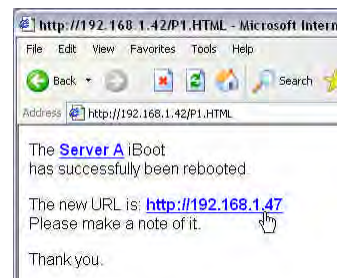 http://192.168.1.42/P1.HTML - Microsoft Intern
File Edit View Favorites Tools Help
Back Search
Address http://192.168.1.42/P1.HTML
The Server A iBoot
has successfully been rebooted.
The new URL is: http://192.168.1.47
Please make a note of it.
Thank you.